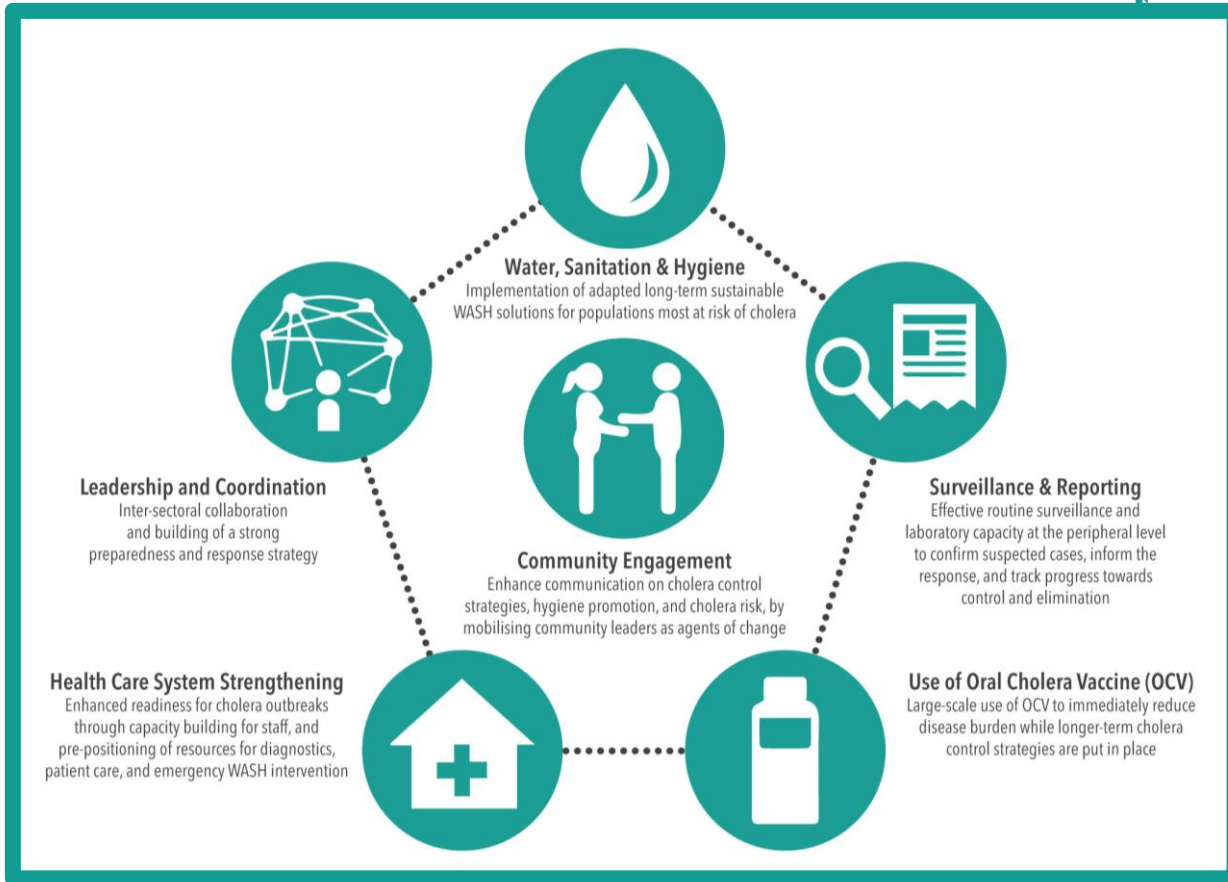 Water, Sanitation & Hygiene
Implementation of adapted long-term sustainable
WASH solutions for populations most at risk of cholera
Leadership and Coordination
Inter-sectoral collaboration
and building of a strong
preparedness and response strategy
Surveillance & Reporting
Effective routine surveillance and
laboratory capacity at the peripheral level
to confirm suspected cases, inform the
response, and track progress towards
control and elimination
Community Engagement
Enhance communication on cholera control
strategies, hygiene promotion, and cholera risk, by
mobilising community leaders as agents of change
Health Care System Strengthening
Enhanced readiness for cholera outbreaks
through capacity building for staff, and
pre-positioning of resources for diagnostics,
patient care, and emergency WASH intervention
Use of Oral Cholera Vaccine (OCV)
Large-scale use of OCV to immediately reduce
disease burden while longer-term cholera
control strategies are put in place